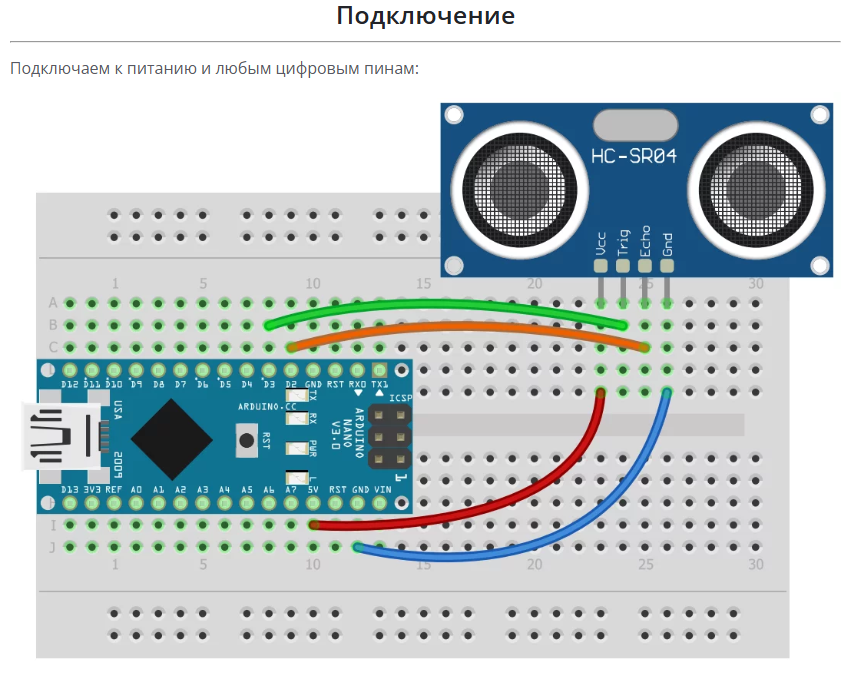 Подключение
Подключаем к питанию и любым цифровым пинам:
HC-SR04
Vcc Trig Echo Gnd
1 5 10 15 20 25 30
A
B
C
D12 D11 D10 D9 D8 D7 D6 D5 D4 D3 D2 GND RST RX0 TX1
ICSP
TX
ARDUINO.CC
RX
USA
RST
ARDUINO
NANO
V3.0
PWR
2009
L
1
D13 3V3 REF A0 A1 A2 A3 A4 A5 A6 A7 5V RST GND VIN
I
J
1 5 10 15 20 25 30